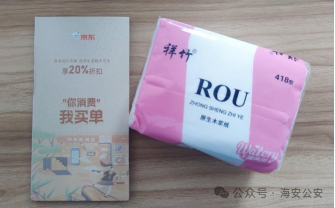 京东
享20%折扣
"你消费"
我买单
祥竹
418张
ROU
ZHONG SHENG ZHI YE
原生木浆纸
Watery
公众号 · 海安公安